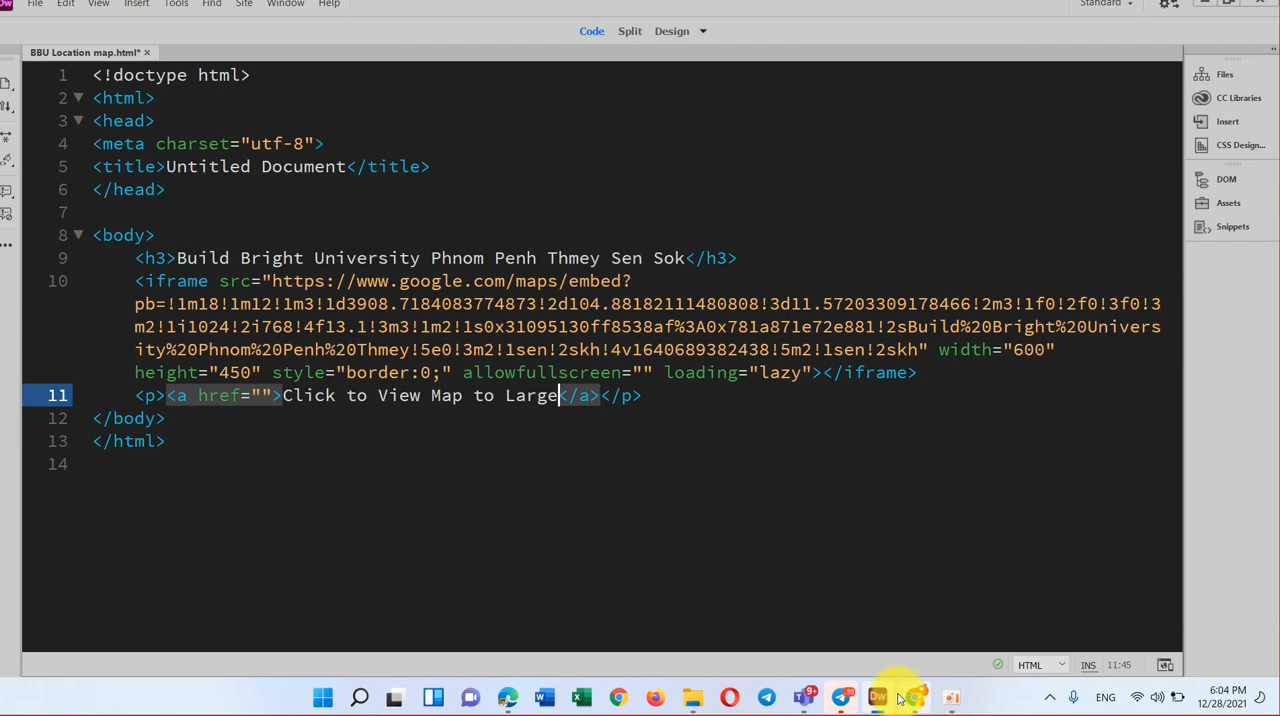 Dw File Edit View Insert Tools Find Site Window Help Standard
Code Split Design
BBU Location map.html* ×
1 <!doctype html>
2 <html>
3 <head>
4 <meta charset="utf-8">
5 <title>Untitled Document</title>
6 </head>
7
8 <body>
9 <h3>Build Bright University Phnom Penh Thmey Sen Sok</h3>
10 <iframe src="https://www.google.com/maps/embed?
pb=!1m18!1m12!1m3!1d3908.7184083774873!2d104.88182111480808!3d11.57203309178466!2m3!1f0!2f0!3f0!3
m2!1i1024!2i768!4f13.1!3m3!1m2!1s0x31095130ff8538af%3A0x781a871e72e881!2sBuild%20Bright%20Univers
ity%20Phnom%20Penh%20Thmey!5e0!3m2!1sen!2skh!4v1640689382438!5m2!1sen!2skh" width="600"
height="450" style="border:0;" allowfullscreen="" loading="lazy"></iframe>
11 <p><a href="">Click to View Map to Large</a></p>
12 </body>
13 </html>
14
Files
CC Libraries
Insert
CSS Design...
DOM
Assets
Snippets
HTML INS 11:45
9+ 89 Dw ENG
6:04 PM
12/28/2021